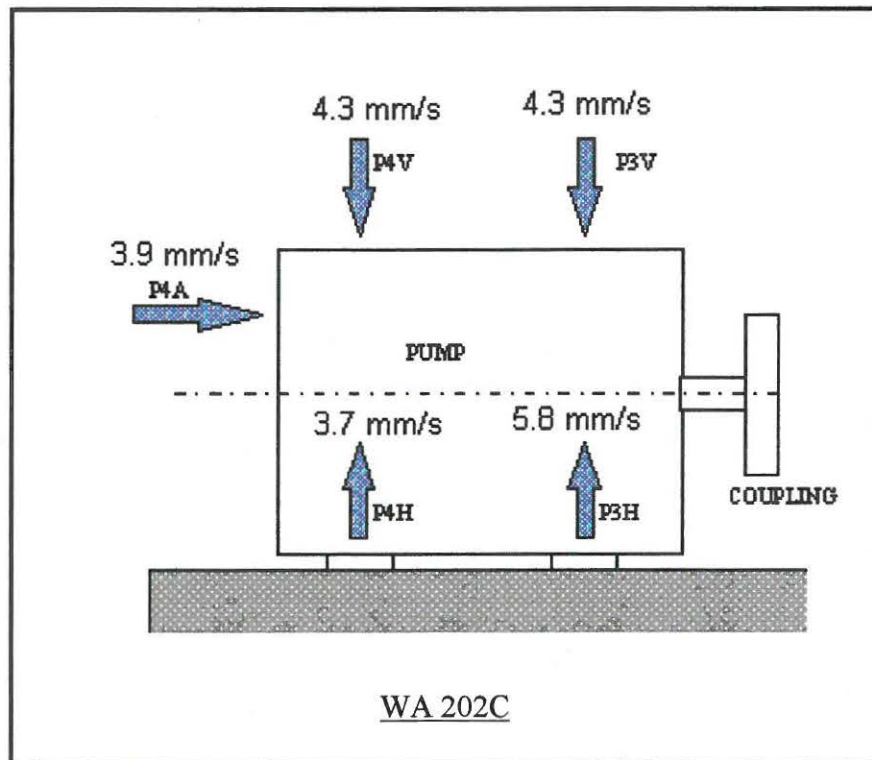 4.3 mm/s 4.3 mm/s
P4V P3V
3.9 mm/s
P4A
PUMP
3.7 mm/s 5.8 mm/s
P4H P3H
COUPLING
WA 202C